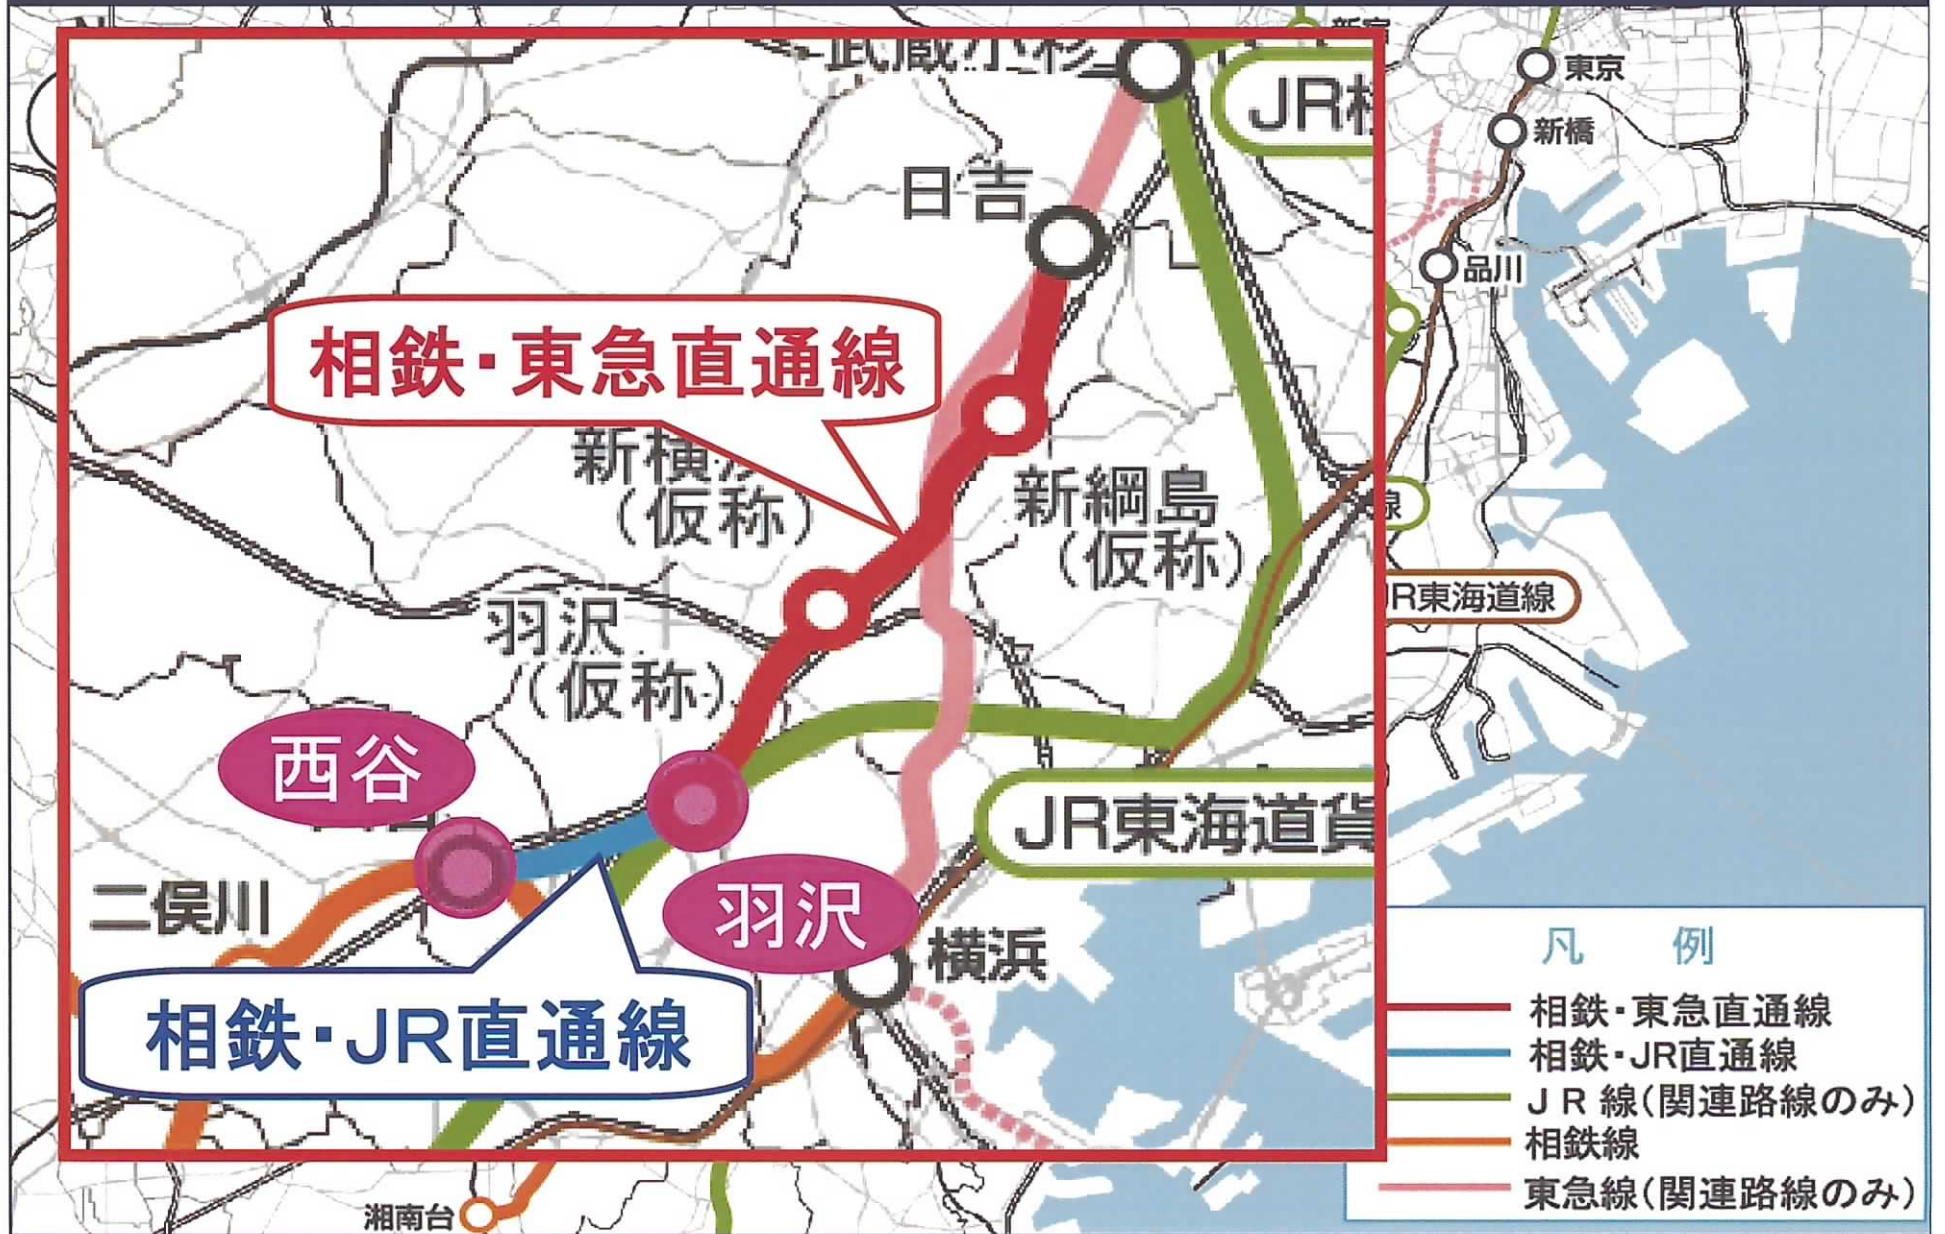 武蔵小杉
東京
JR
新橋
日吉
品川
相鉄・東急直通線
新横
(仮称)
新綱島
(仮称)
線
JR東海道線
羽沢
(仮称)
西谷
JR東海道貨
二俣川
羽沢
横浜
相鉄・JR直通線
凡 例
相鉄・東急直通線
相鉄・JR直通線
JR線(関連路線のみ)
相鉄線
東急線(関連路線のみ)
湘南台